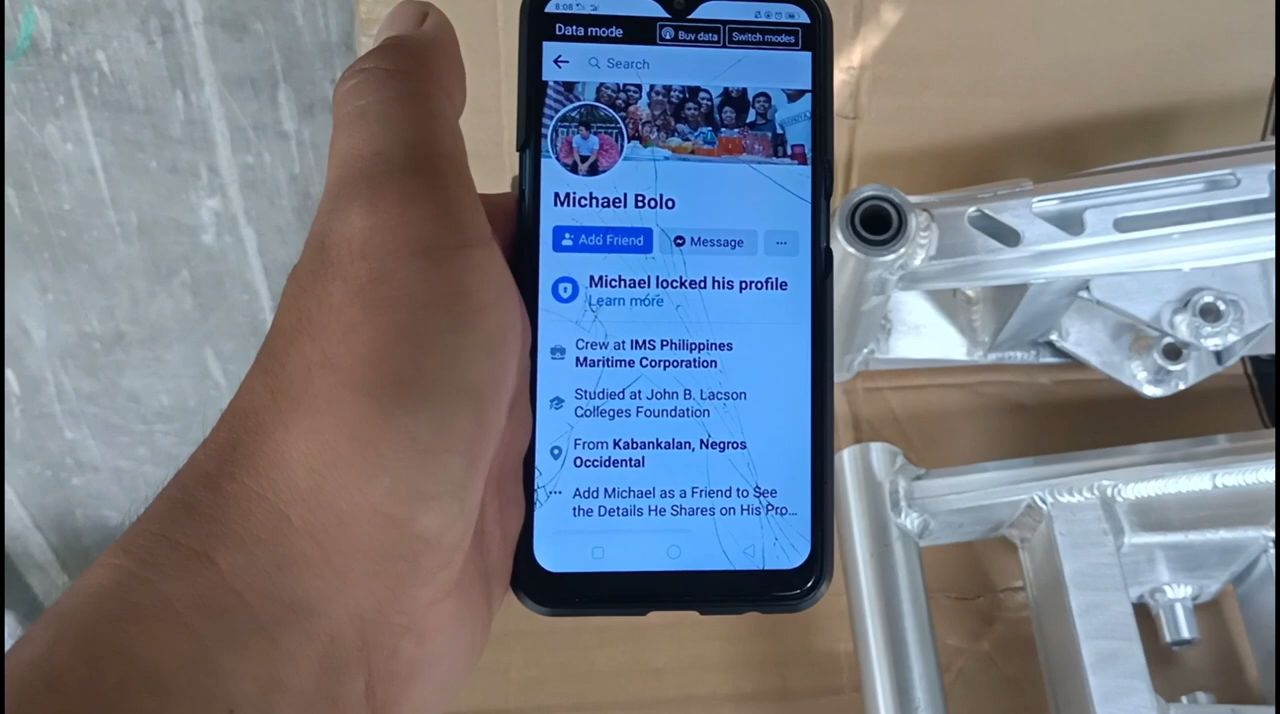 8:08
Data mode
Buy data
Switch modes
Search
Michael Bolo
Add Friend
Message
Michael locked his profile
Learn more
Crew at IMS Philippines
Maritime Corporation
Studied at John B. Lacson
Colleges Foundation
From Kabankalan, Negros
Occidental
Add Michael as a Friend to See
the Details He Shares on His Pro...